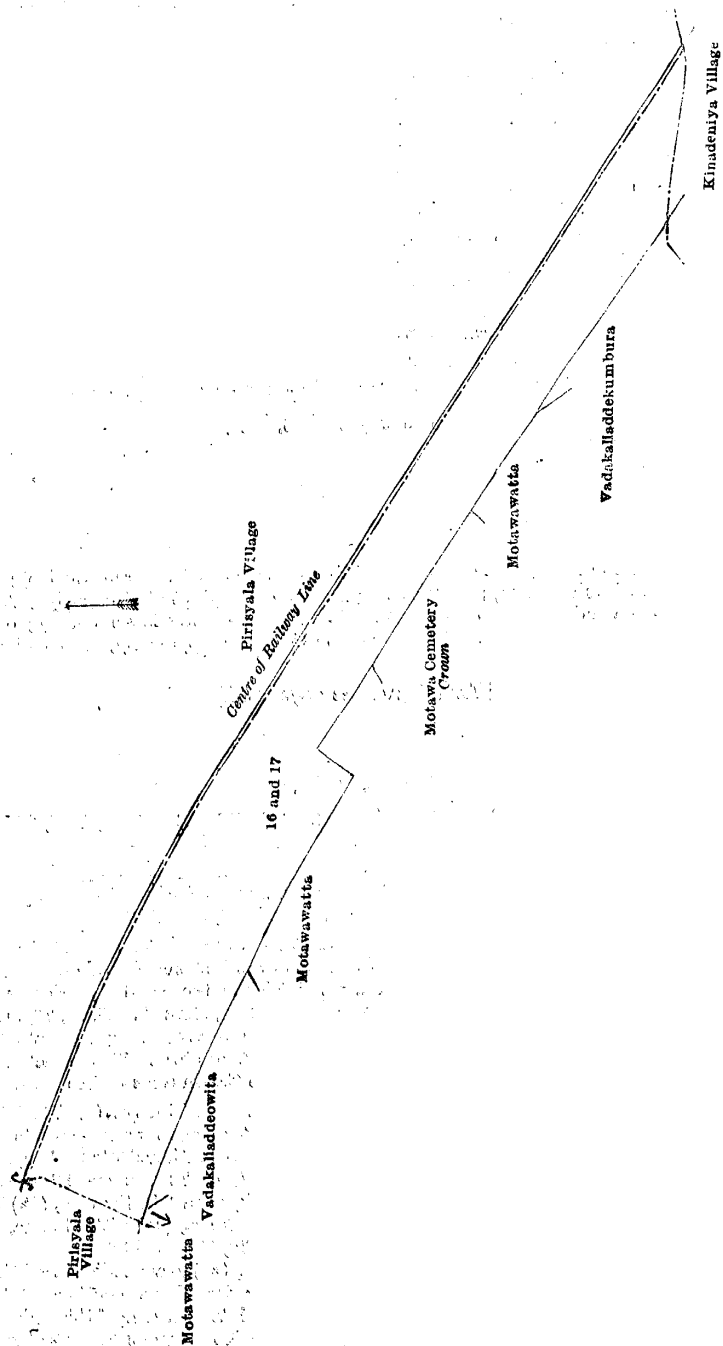 Kinadeniya Village
Vadakalladdekumbura
Motawawatta
Pirisyala Village
Centre of Railway Line
Motawa Cemetery
Crown
16 and 17
Motawawatta
Vadakalladdeowita
Pirisyala
Village
Motawawatta